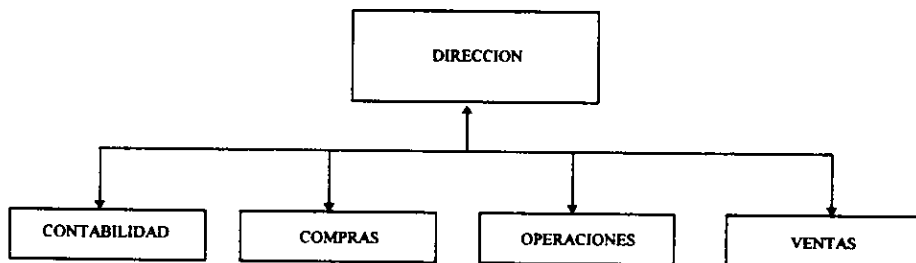 DIRECCION
CONTABILIDAD
COMPRAS
OPERACIONES
VENTAS